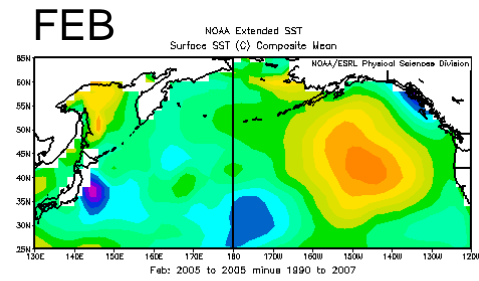 FEB
NOAA Extended SST
Surface SST (C) Composite Mean
NOAA/ESRL Physical Sciences Division
65N
60N
55N
50N
45N
40N
35N
30N
25N
130E 140E 150E 160E 170E 180 170W 160W 150W 140W 130W 120W
Feb: 2005 to 2005 minus 1990 to 2007